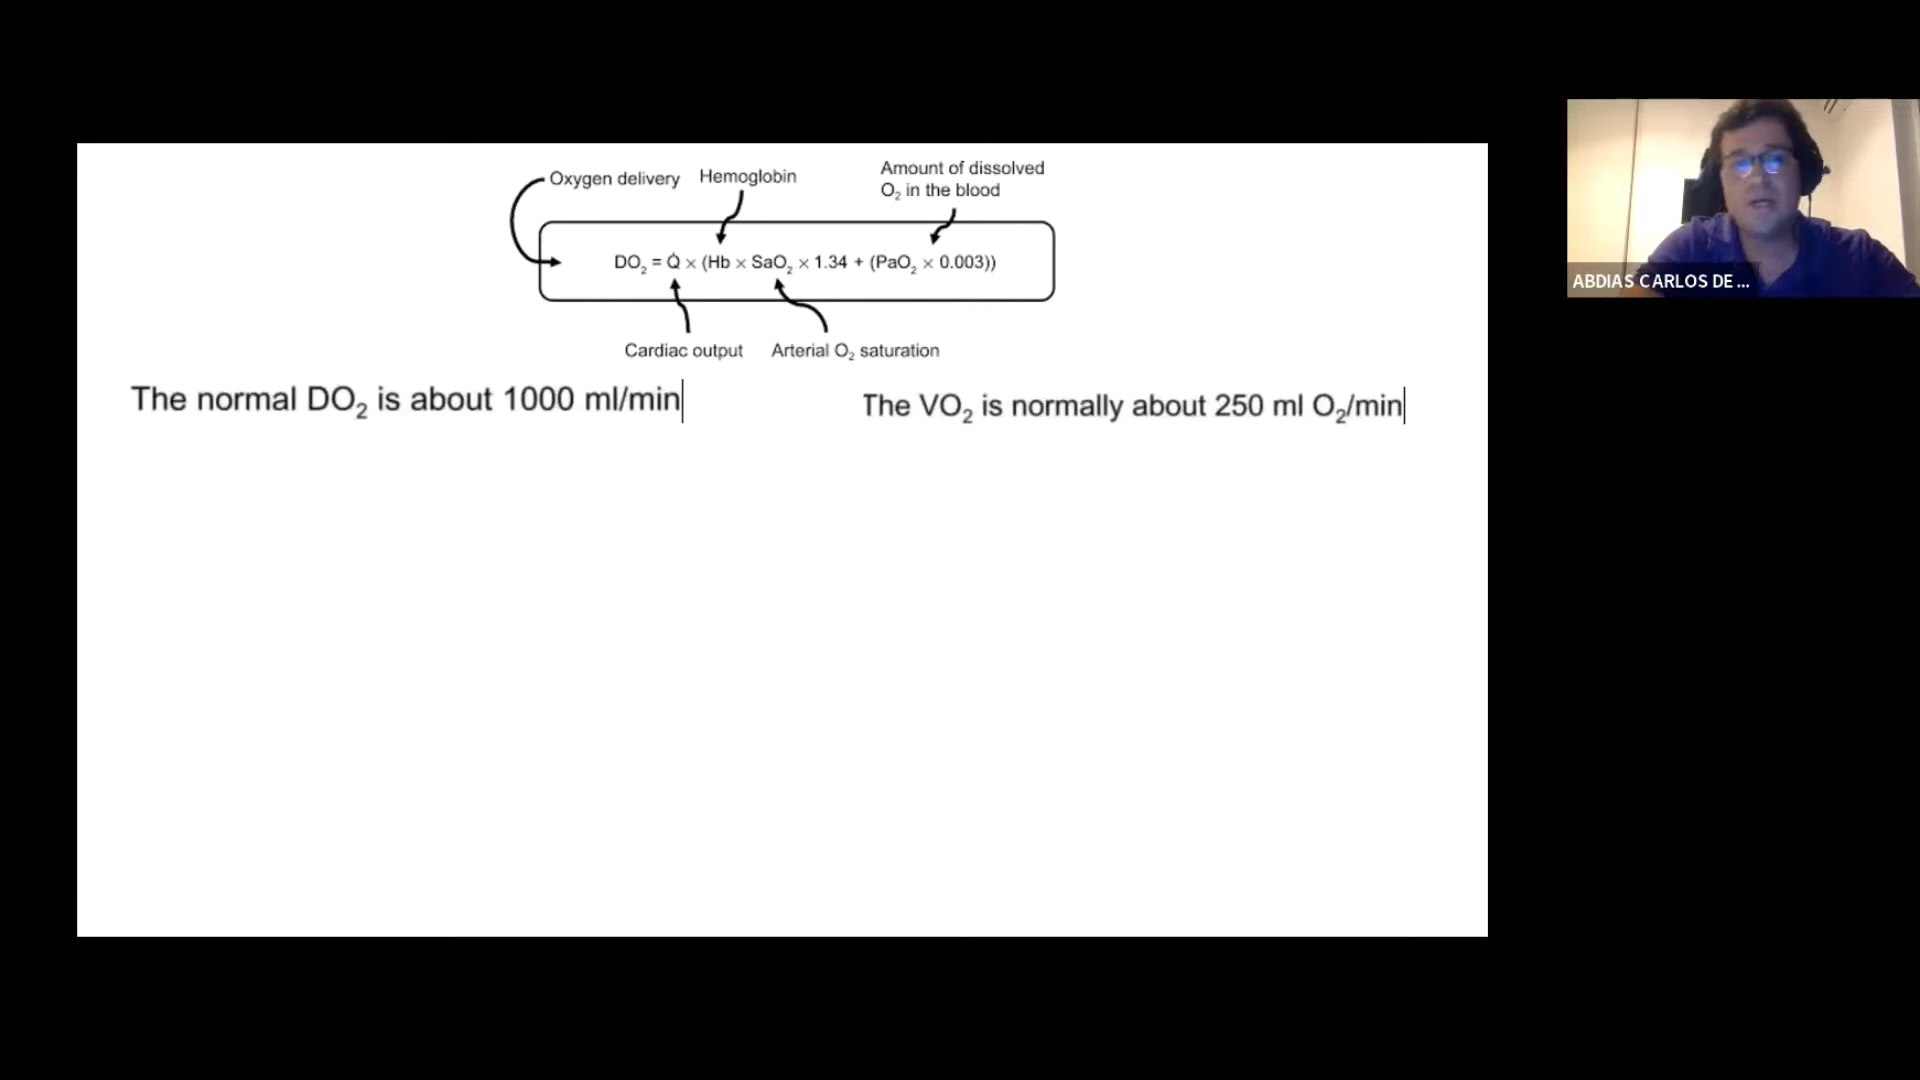 Oxygen delivery
Hemoglobin
Amount of dissolved
O₂ in the blood
DO₂ = Q̇ × (Hb × SaO₂ × 1.34 + (PaO₂ × 0.003))
Cardiac output
Arterial O₂ saturation
The normal DO₂ is about 1000 ml/min
The VO₂ is normally about 250 ml O₂/min
ABDIAS CARLOS DE ...